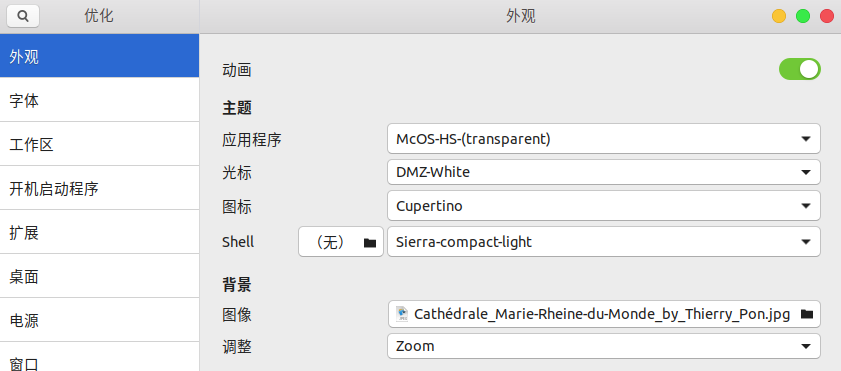 优化
外观
外观
字体
工作区
开机启动程序
扩展
桌面
电源
窗口
动画
主题
应用程序 McOS-HS-(transparent)
光标 DMZ-White
图标 Cupertino
Shell （无） Sierra-compact-light
背景
图像 Cathédrale_Marie-Rheine-du-Monde_by_Thierry_Pon.jpg
调整 Zoom